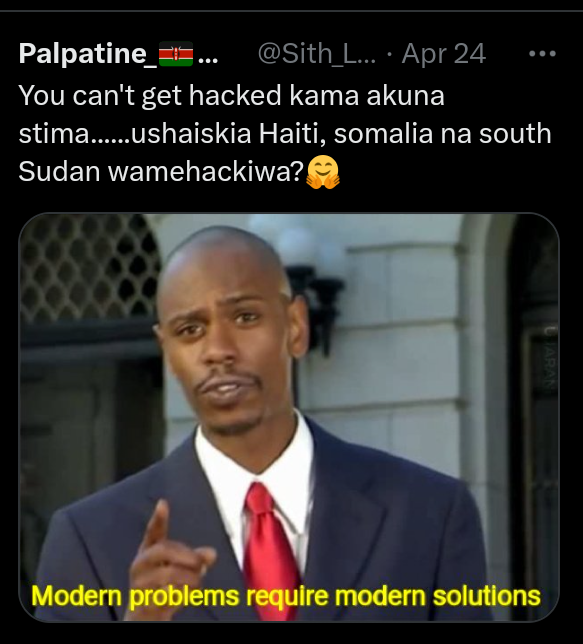 Palpatine_🇰🇪... @Sith_L... · Apr 24
You can't get hacked kama akuna
stima......ushaiskia Haiti, somalia na south
Sudan wamehackiwa?🤗
Modern problems require modern solutions